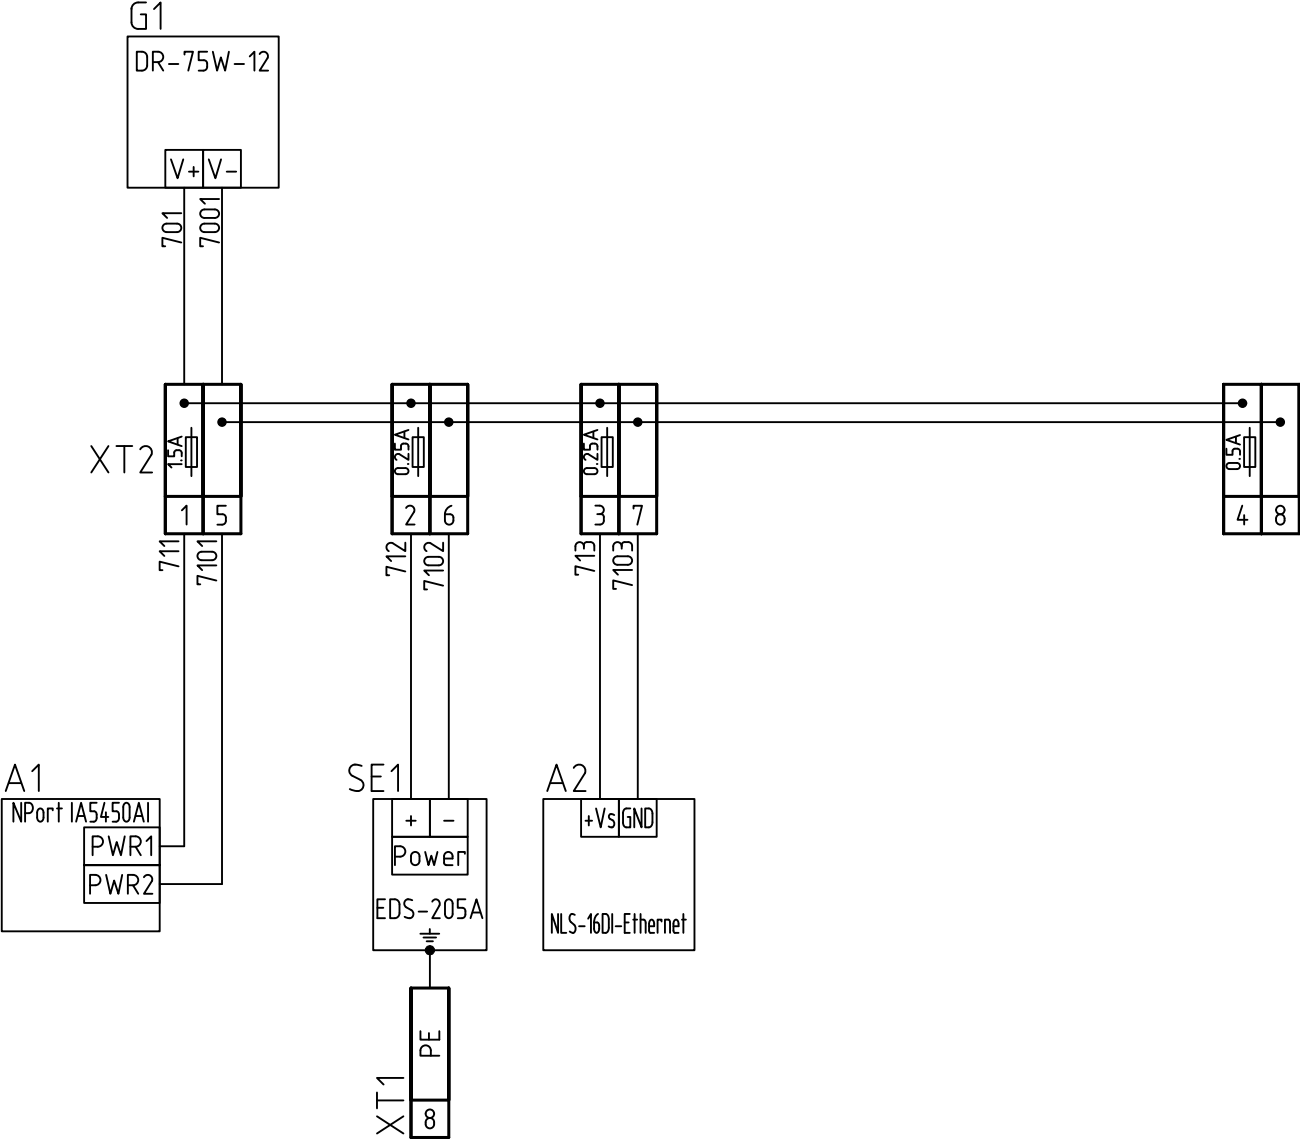 G1
DR-75W-12
V+ V-
701 7001
XT2
1.5A 0.25A 0.25A 0.5A
1 5 2 6 3 7 4 8
711 7101 712 7102 713 7103
A1 SE1 A2
NPort IA5450AI
+ - +Vs GND
PWR1
Power
PWR2
EDS-205A NLS-16DI-Ethernet
PE
XT1
8